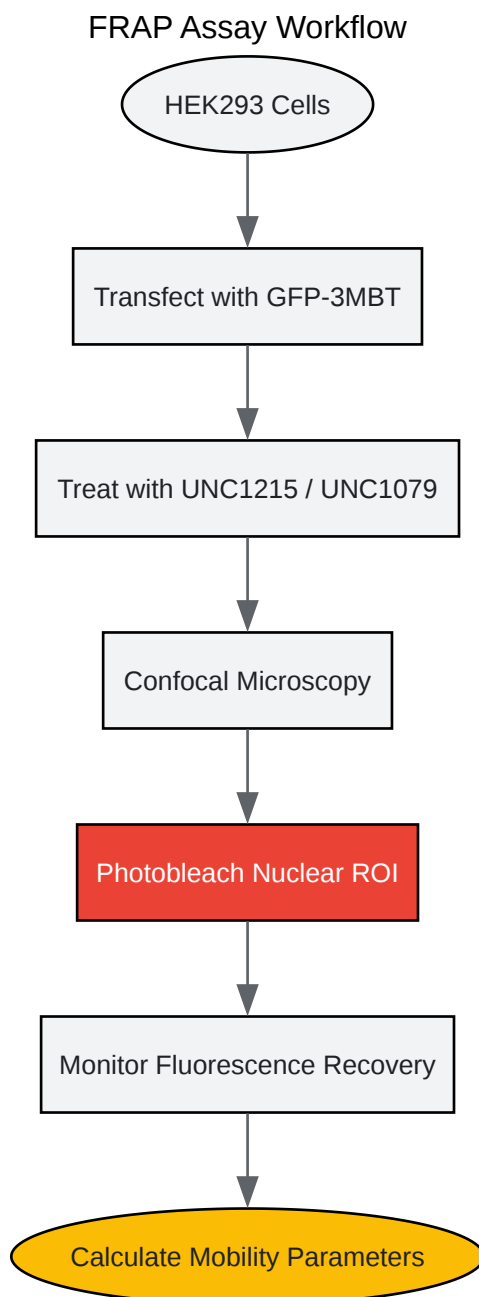 FRAP Assay Workflow
HEK293 Cells
Transfect with GFP-3MBT
Treat with UNC1215 / UNC1079
Confocal Microscopy
Photobleach Nuclear ROI
Monitor Fluorescence Recovery
Calculate Mobility Parameters